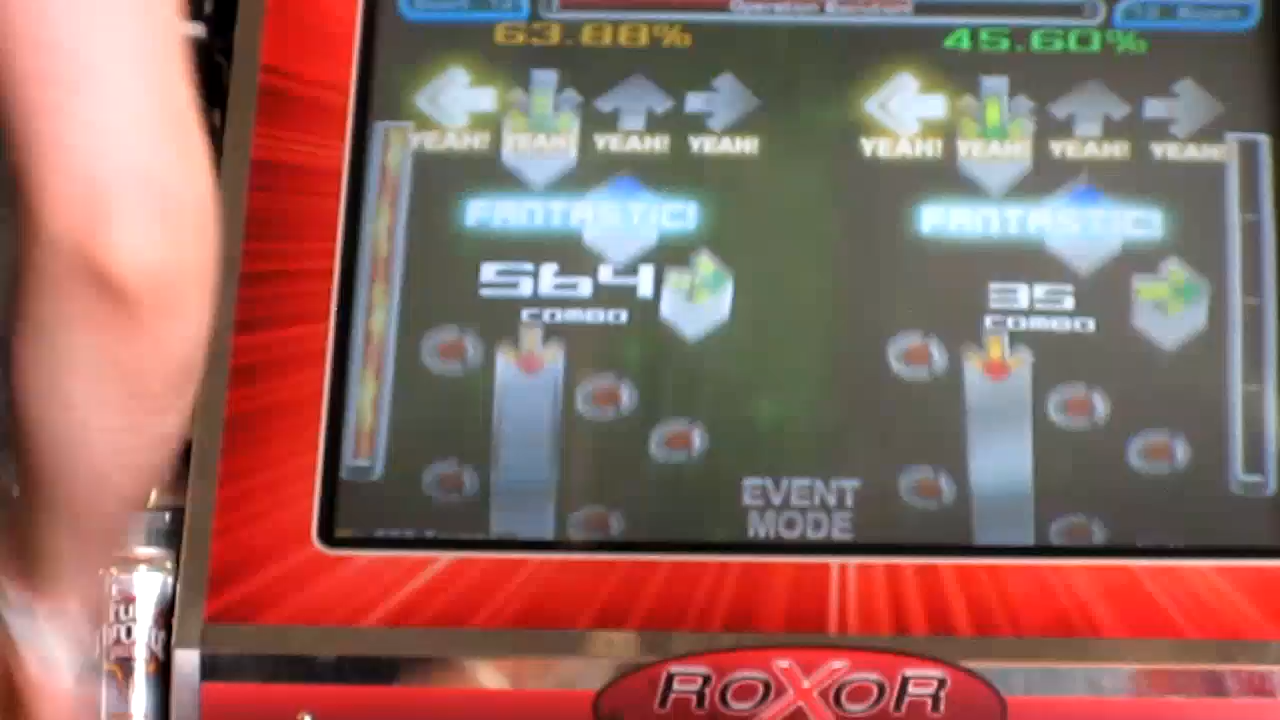 63.88%
45.60%
YEAH! YEAH! YEAH! YEAH!
YEAH! YEAH! YEAH! YEAH!
FANTASTIC!
FANTASTIC!
564
COMBO
35
COMBO
EVENT
MODE
ROXOR